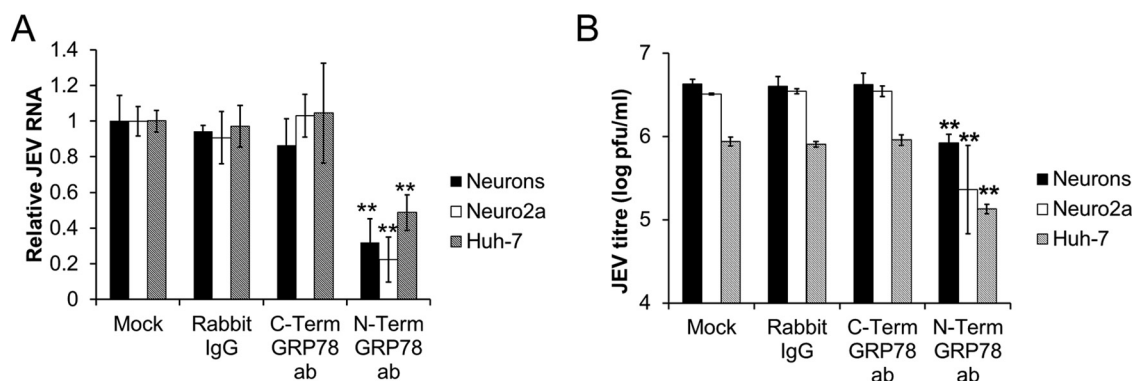 A
Relative JEV RNA
1.4
1.2
1
0.8
0.6
0.4
0.2
0
** ** **
Mock
Rabbit
IgG
C-Term
GRP78
ab
N-Term
GRP78
ab
Neurons
Neuro2a
Huh-7
B
JEV titre (log pfu/ml)
7
6
5
4
** ** **
Mock
Rabbit
IgG
C-Term
GRP78
ab
N-Term
GRP78
ab
Neurons
Neuro2a
Huh-7